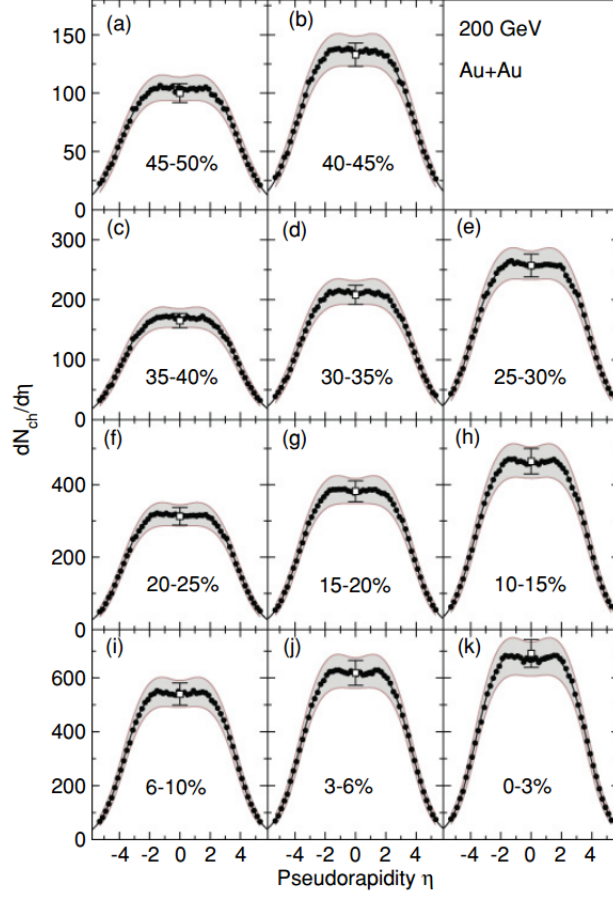 (a)
(b)
200 GeV
Au+Au
150
100
50
0
45-50%
40-45%
(c)
(d)
(e)
300
200
100
0
35-40%
30-35%
25-30%
dN_ch/dη
(f)
(g)
(h)
400
200
0
20-25%
15-20%
10-15%
(i)
(j)
(k)
600
400
200
0
6-10%
3-6%
0-3%
-4 -2 0 2 4 -4 -2 0 2 4 -4 -2 0 2 4
Pseudorapidity η